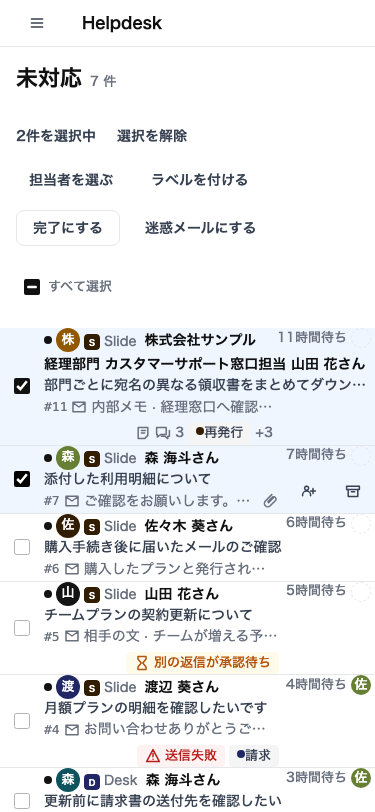 Helpdesk
未対応 7 件
2件を選択中 選択を解除
担当者を選ぶ ラベルを付ける
完了にする 迷惑メールにする
すべて選択
株 S Slide 株式会社サンプル 11時間待ち
経理部門 カスタマーサポート窓口担当 山田 花さん
部門ごとに宛名の異なる領収書をまとめてダウン…
#11 内部メモ · 経理窓口へ確認…
3 再発行 +3
森 S Slide 森 海斗さん 7時間待ち
添付した利用明細について
#7 ご確認をお願いします。…
佐 S Slide 佐々木 葵さん 6時間待ち
購入手続き後に届いたメールのご確認
#6 購入したプランと発行され…
山 S Slide 山田 花さん 5時間待ち
チームプランの契約更新について
#5 相手の文 · チームが増える予…
別の返信が承認待ち
渡 S Slide 渡辺 葵さん 4時間待ち 佐
月額プランの明細を確認したいです
#4 お問い合わせありがとうご…
送信失敗 請求
森 D Desk 森 海斗さん 3時間待ち 佐
更新前に請求書の送付先を確認したい